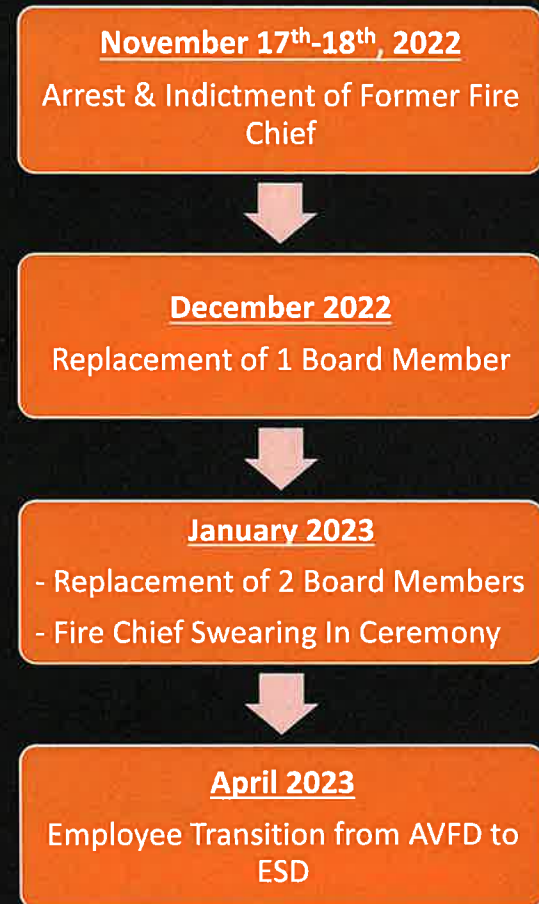 November 17th-18th, 2022
Arrest & Indictment of Former Fire
Chief
December 2022
Replacement of 1 Board Member
January 2023
- Replacement of 2 Board Members
- Fire Chief Swearing In Ceremony
April 2023
Employee Transition from AVFD to
ESD